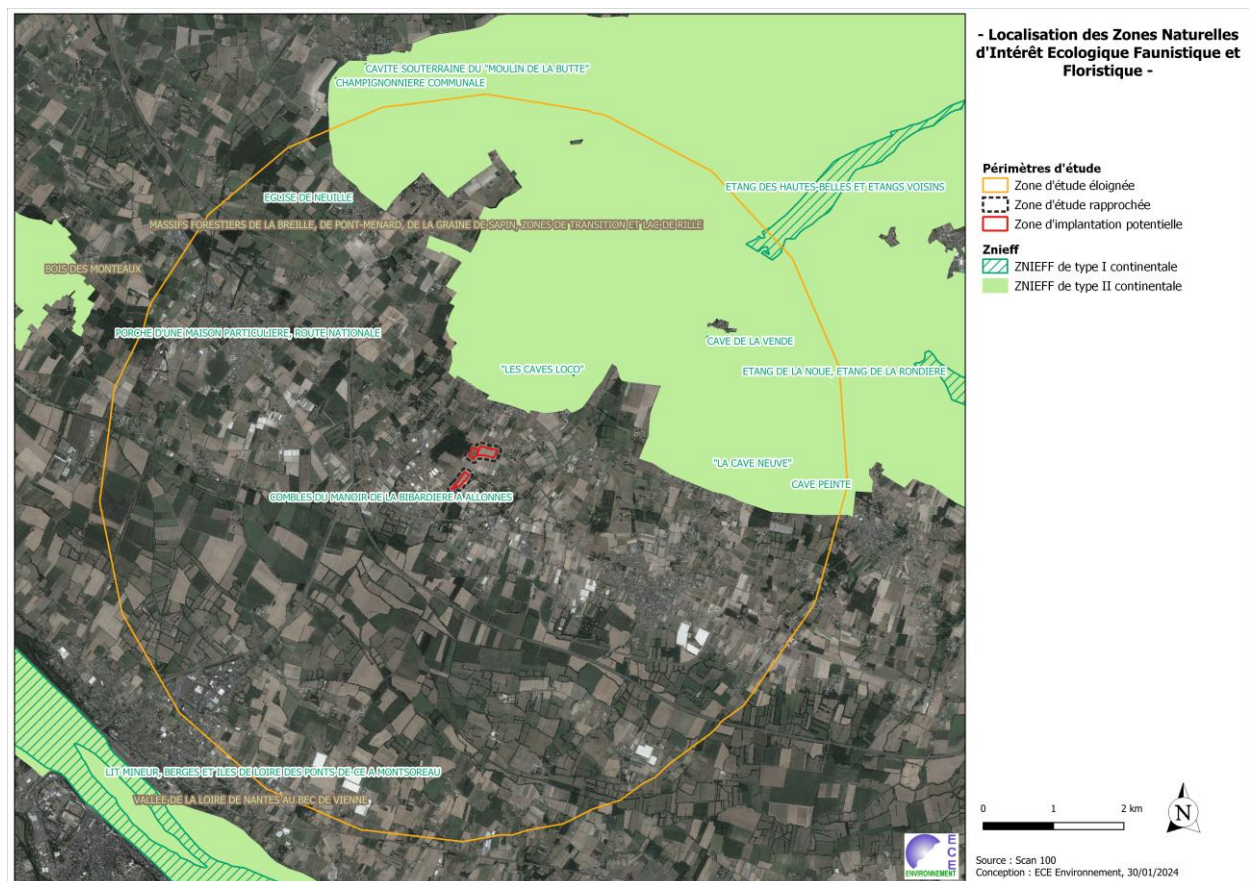 - Localisation des Zones Naturelles
d'Intérêt Ecologique Faunistique et
Floristique -
CAVITE SOUTERRAINE DU "MOULIN DE LA BUTTE"
CHAMPIGNONNIERE COMMUNALE
ETANG DES HAUTES-BELLES ET ETANGS VOISINS
EGLISE DE NEUILLE
MASSIFS FORESTIERS DE LA BREILLE, DE PONT-MENARD, DE LA GRAINE DE SAPIN, ZONES DE TRANSITION ET LAC DE RILLE
BOIS DES MONTEAUX
PORCHE D'UNE MAISON PARTICULIERE, ROUTE NATIONALE
CAVE DE LA VENDE
"LES CAVES LOCO"
ETANG DE LA NOUE, ETANG DE LA RONDIERE
"LA CAVE NEUVE"
CAVE PEINTE
COMBLES DU MANOIR DE LA BIBARDIERE A ALLONNES
LIT MINEUR, BERGES ET ILES DE LOIRE DES PONTS-DE-CE A MONTSOREAU
VALLEE DE LA LOIRE DE NANTES AU BEC DE VIENNE
Périmètres d'étude
Zone d'étude éloignée
Zone d'étude rapprochée
Zone d'implantation potentielle
Znieff
ZNIEFF de type I continentale
ZNIEFF de type II continentale
0 1 2 km
N
ECE
ENVIRONNEMENT
Source : Scan 100
Conception : ECE Environnement, 30/01/2024